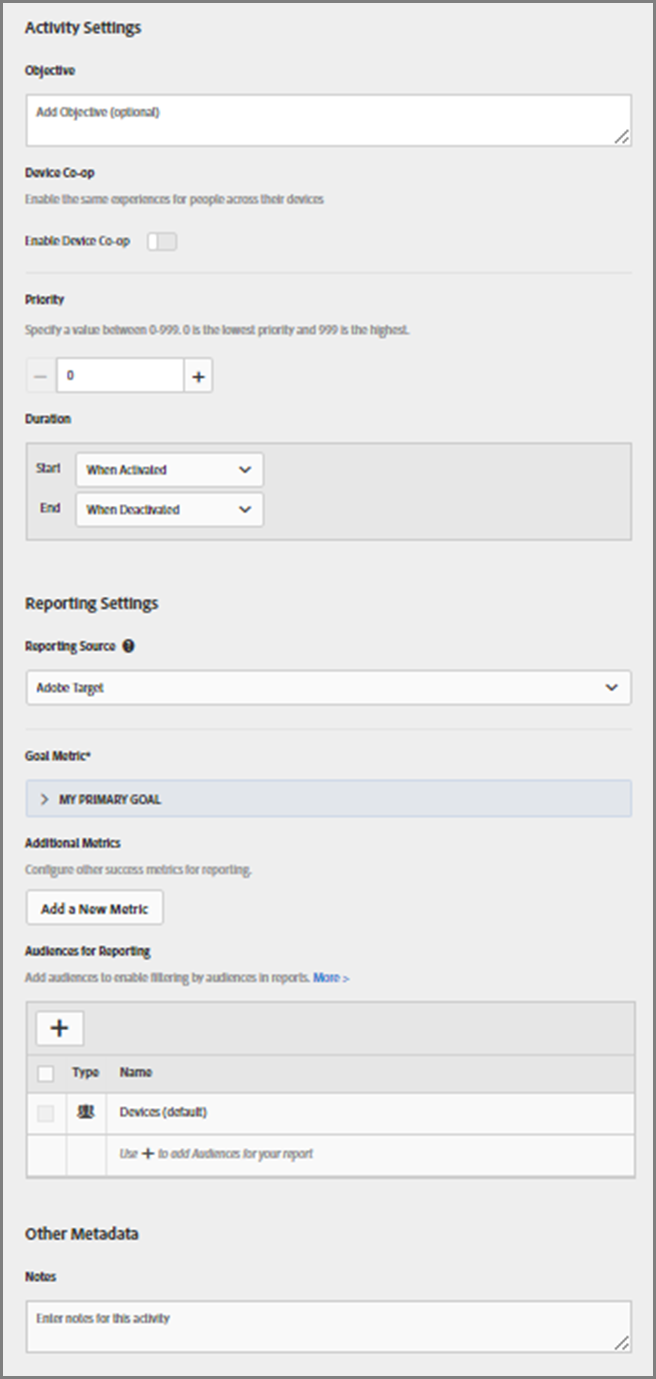 Activity Settings
Objective
Add Objective (optional)
Device Co-op
Enable the same experiences for people across their devices
Enable Device Co-op
Priority
Specify a value between 0-999. 0 is the lowest priority and 999 is the highest.
0
Duration
Start When Activated
End When Deactivated
Reporting Settings
Reporting Source ?
Adobe Target
Goal Metric*
MY PRIMARY GOAL
Additional Metrics
Configure other success metrics for reporting.
Add a New Metric
Audiences for Reporting
Add audiences to enable filtering by audiences in reports. More >
+
Type Name
Devices (default)
Use + to add Audiences for your report
Other Metadata
Notes
Enter notes for this activity